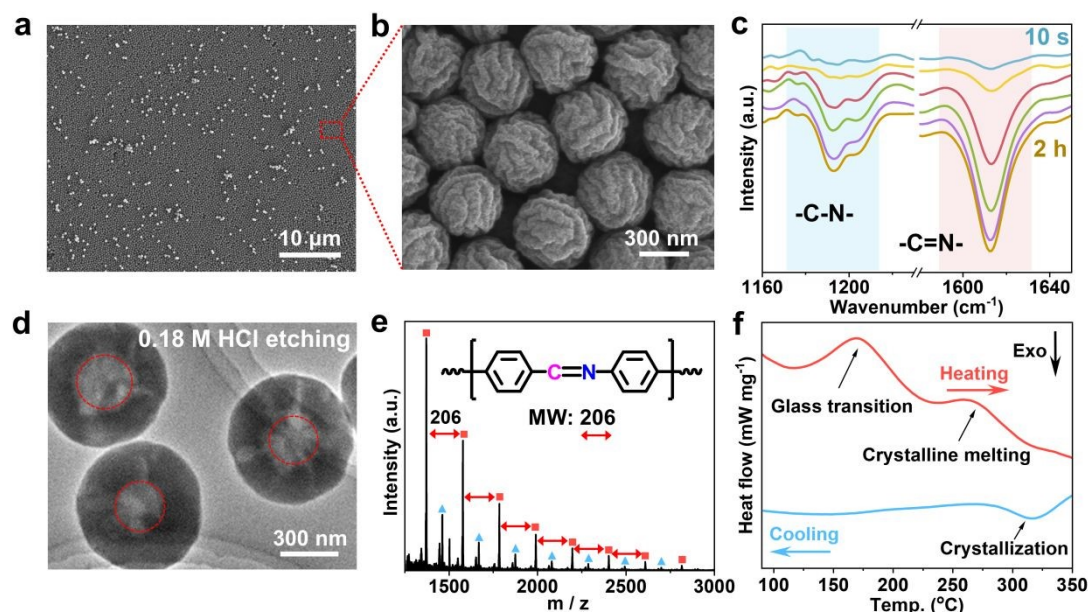 a
10 μm
b
300 nm
c
10 s
2 h
-C-N-
-C=N-
Intensity (a.u.)
1160 1200 1600 1640
Wavenumber (cm-1)
d
0.18 M HCl etching
300 nm
e
C N
206
MW: 206
Intensity (a.u.)
1500 2000 2500 3000
m / z
f
Exo
Heating
Glass transition
Crystalline melting
Cooling
Crystallization
Heat flow (mW mg-1)
100 150 200 250 300 350
Temp. (oC)